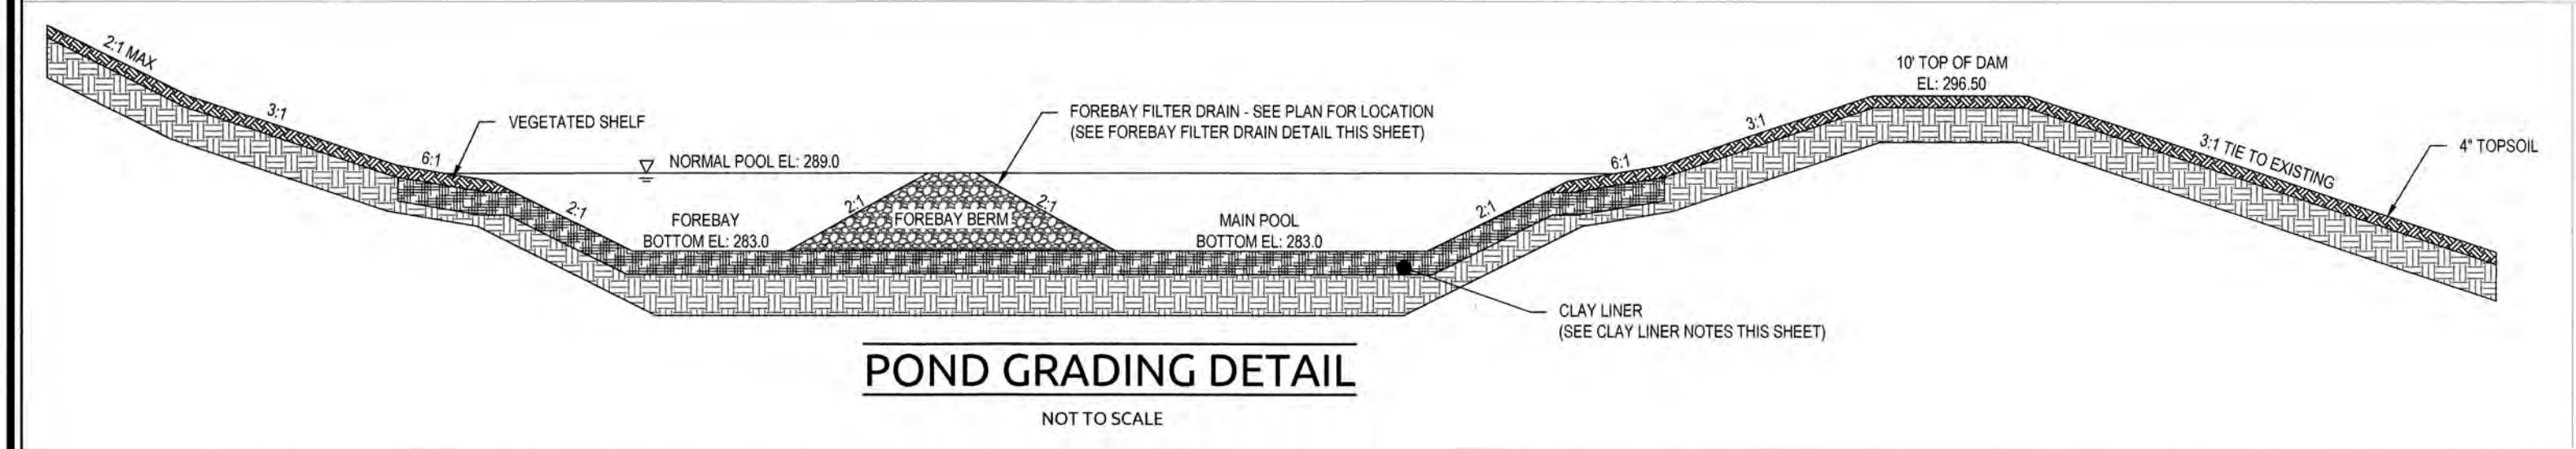 2:1 MAX
3:1
6:1
VEGETATED SHELF
2:1
NORMAL POOL EL: 289.0
FOREBAY
BOTTOM EL: 283.0
2:1
FOREBAY BERM
2:1
FOREBAY FILTER DRAIN - SEE PLAN FOR LOCATION
(SEE FOREBAY FILTER DRAIN DETAIL THIS SHEET)
MAIN POOL
BOTTOM EL: 283.0
2:1
6:1
3:1
10' TOP OF DAM
EL: 296.50
3:1 TIE TO EXISTING
4" TOPSOIL
CLAY LINER
(SEE CLAY LINER NOTES THIS SHEET)
POND GRADING DETAIL
NOT TO SCALE